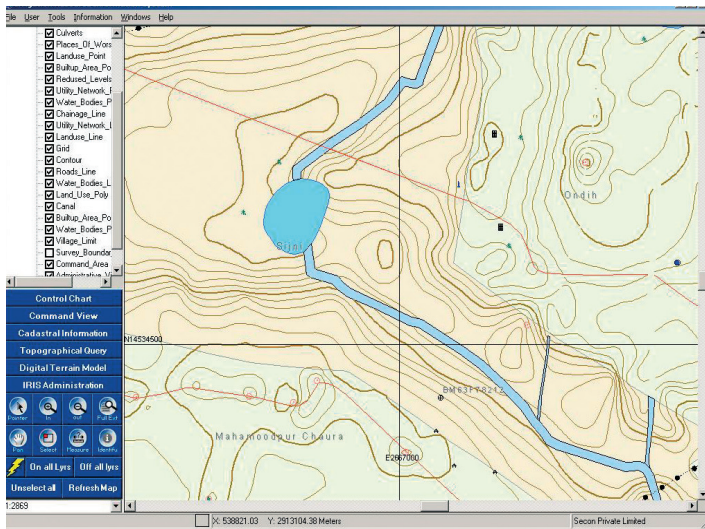 File User Tools Information Windows Help
Culverts
Places_Of_Wors
Landuse_Point
Builtup_Area_Po
Redused_Levels
Utility_Network_
Water_Bodies_P
Chainage_Line
Utility_Network_L
Landuse_Line
Grid
Contour
Roads_Line
Water_Bodies_L
Land_Use_Poly
Canal
Builtup_Area_Po
Water_Bodies_P
Village_Limit
Survey_Boundar
Command_Area
Control Chart
Command View
Cadastral Information
Topographical Query
Digital Terrain Model
IRIS Administration
Pointer In Out Full Ext
Pan Select Measure Identify
On all Lyrs Off all lyrs
Unselect all Refresh Map
1:2869
Ondih
Sijni
N14534500
Mahamoodpur Chaura
E2667000
X: 538821.03 Y: 2913104.38 Meters
Secon Private Limited